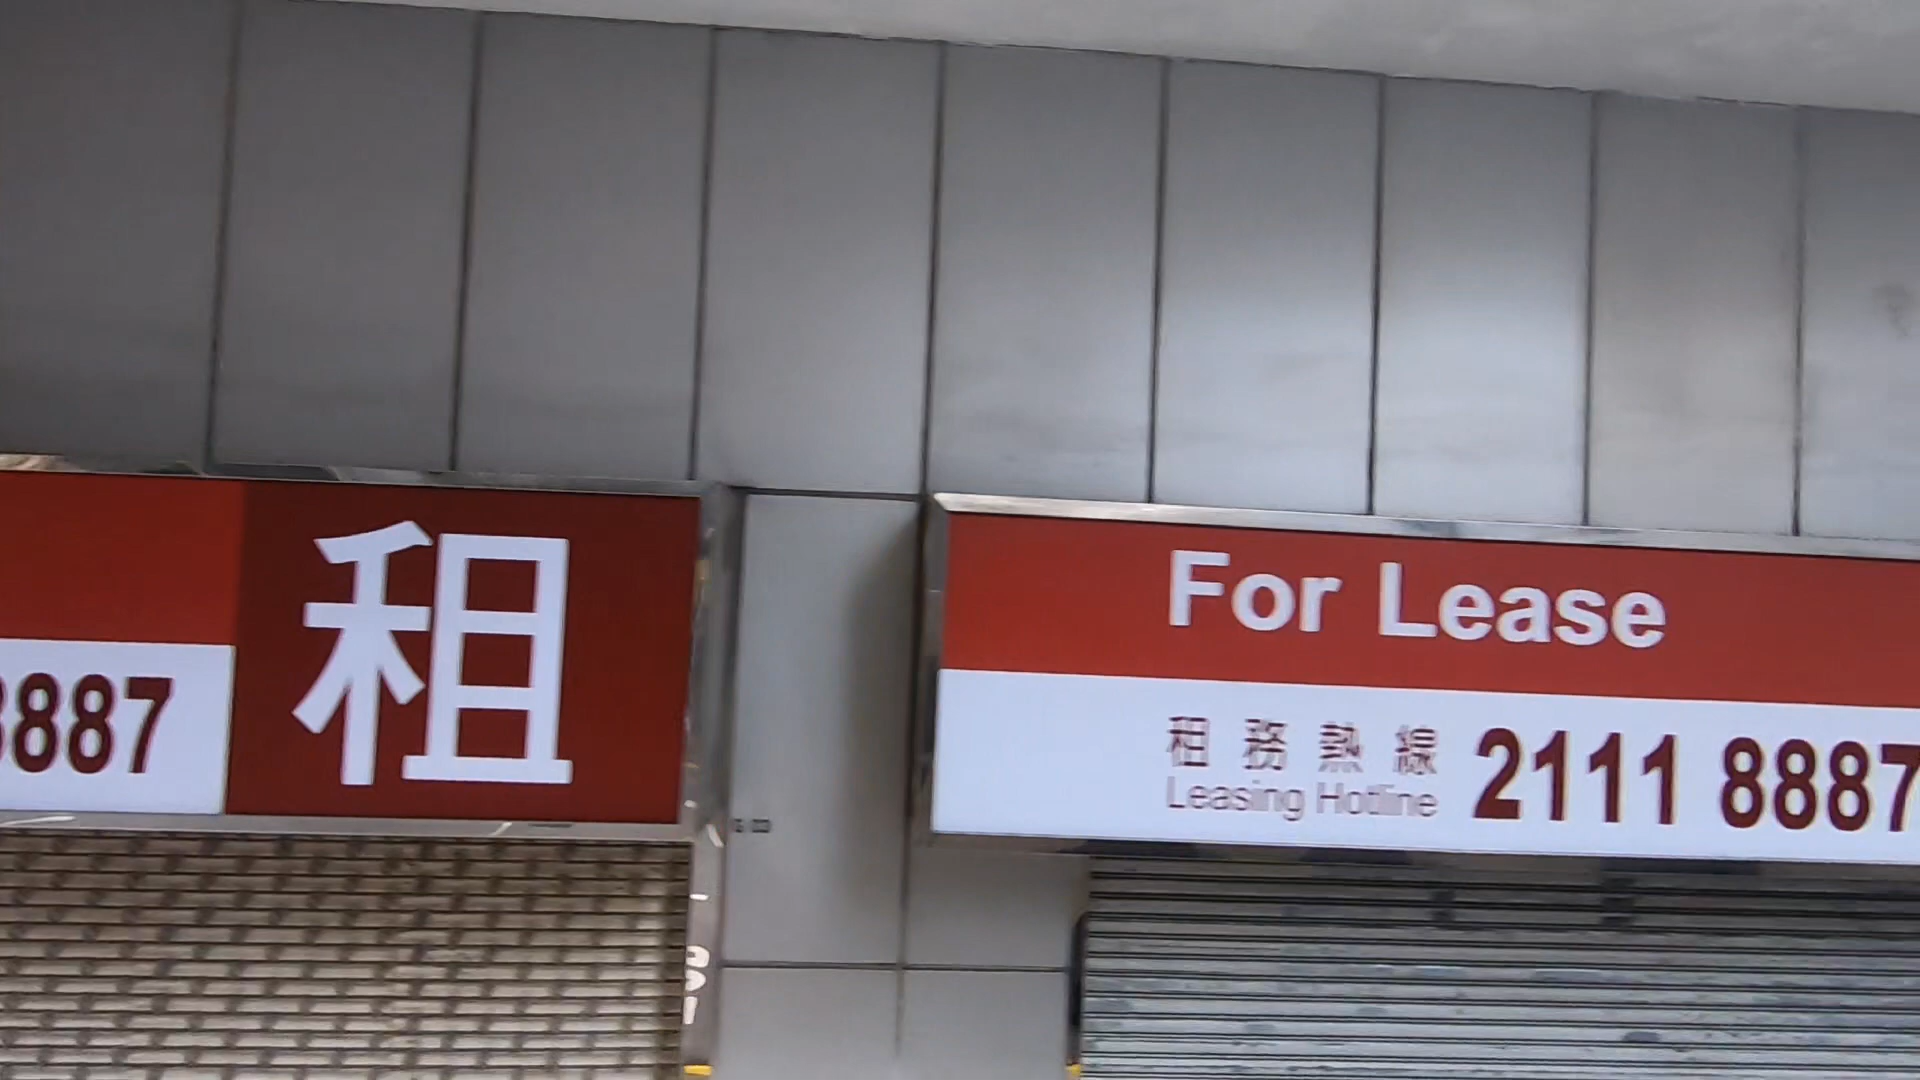 8887
租
For Lease
租務熱線
Leasing Hotline
2111 8887